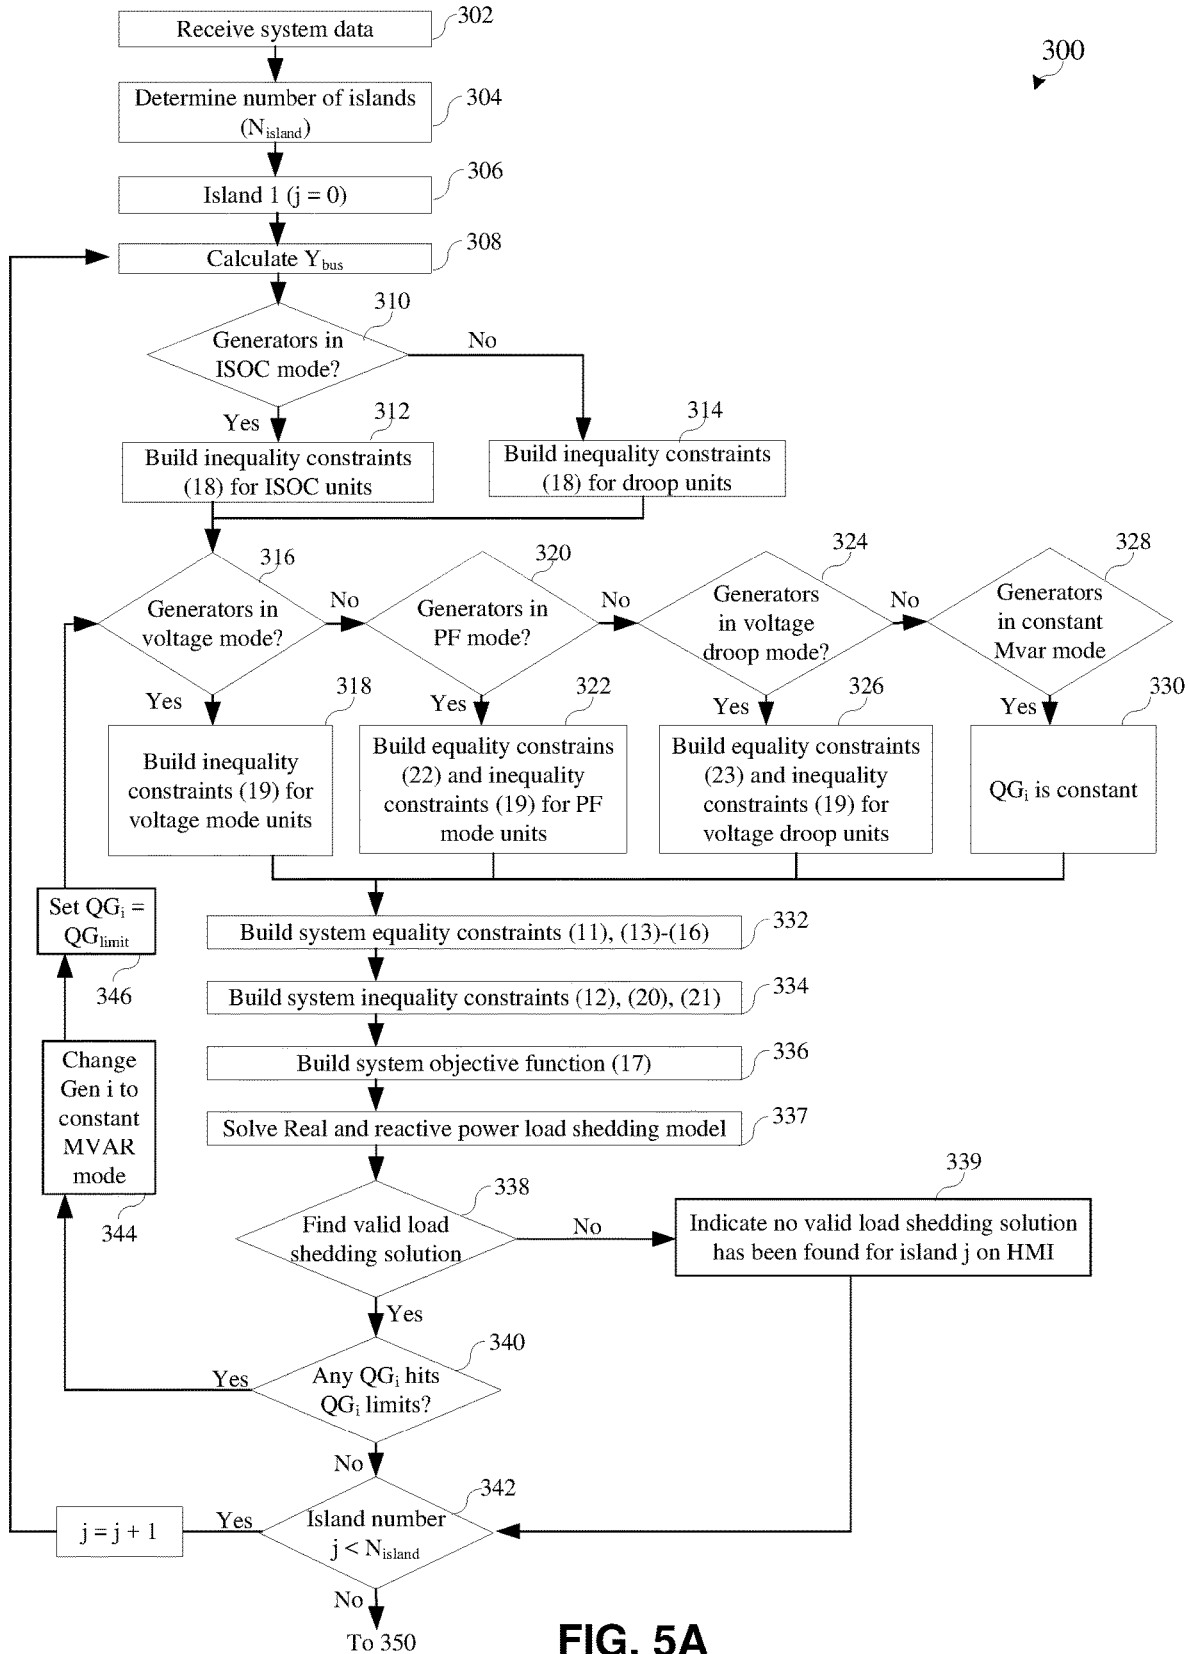 Receive system data
302
300
Determine number of islands
(N_island)
304
Island 1 (j = 0)
306
Calculate Y_bus
308
Generators in
ISOC mode?
310
No
Yes
Build inequality constraints
(18) for ISOC units
312
Build inequality constraints
(18) for droop units
314
Generators in
voltage mode?
316
No
Generators in
PF mode?
320
No
Generators
in voltage
droop mode?
324
No
Generators
in constant
Mvar mode
328
Yes
Build inequality
constraints (19) for
voltage mode units
318
Yes
Build equality constrains
(22) and inequality
constraints (19) for PF
mode units
322
Yes
Build equality constraints
(23) and inequality
constraints (19) for
voltage droop units
326
Yes
QG_i is constant
330
Set QG_i =
QG_limit
346
Build system equality constraints (11), (13)-(16)
332
Build system inequality constraints (12), (20), (21)
334
Build system objective function (17)
336
Change
Gen i to
constant
MVAR
mode
344
Solve Real and reactive power load shedding model
337
Find valid load
shedding solution
338
No
Indicate no valid load shedding solution
has been found for island j on HMI
339
Yes
Any QG_i hits
QG_i limits?
340
Yes
No
Island number
j < N_island
342
Yes
j = j + 1
No
To 350
FIG. 5A